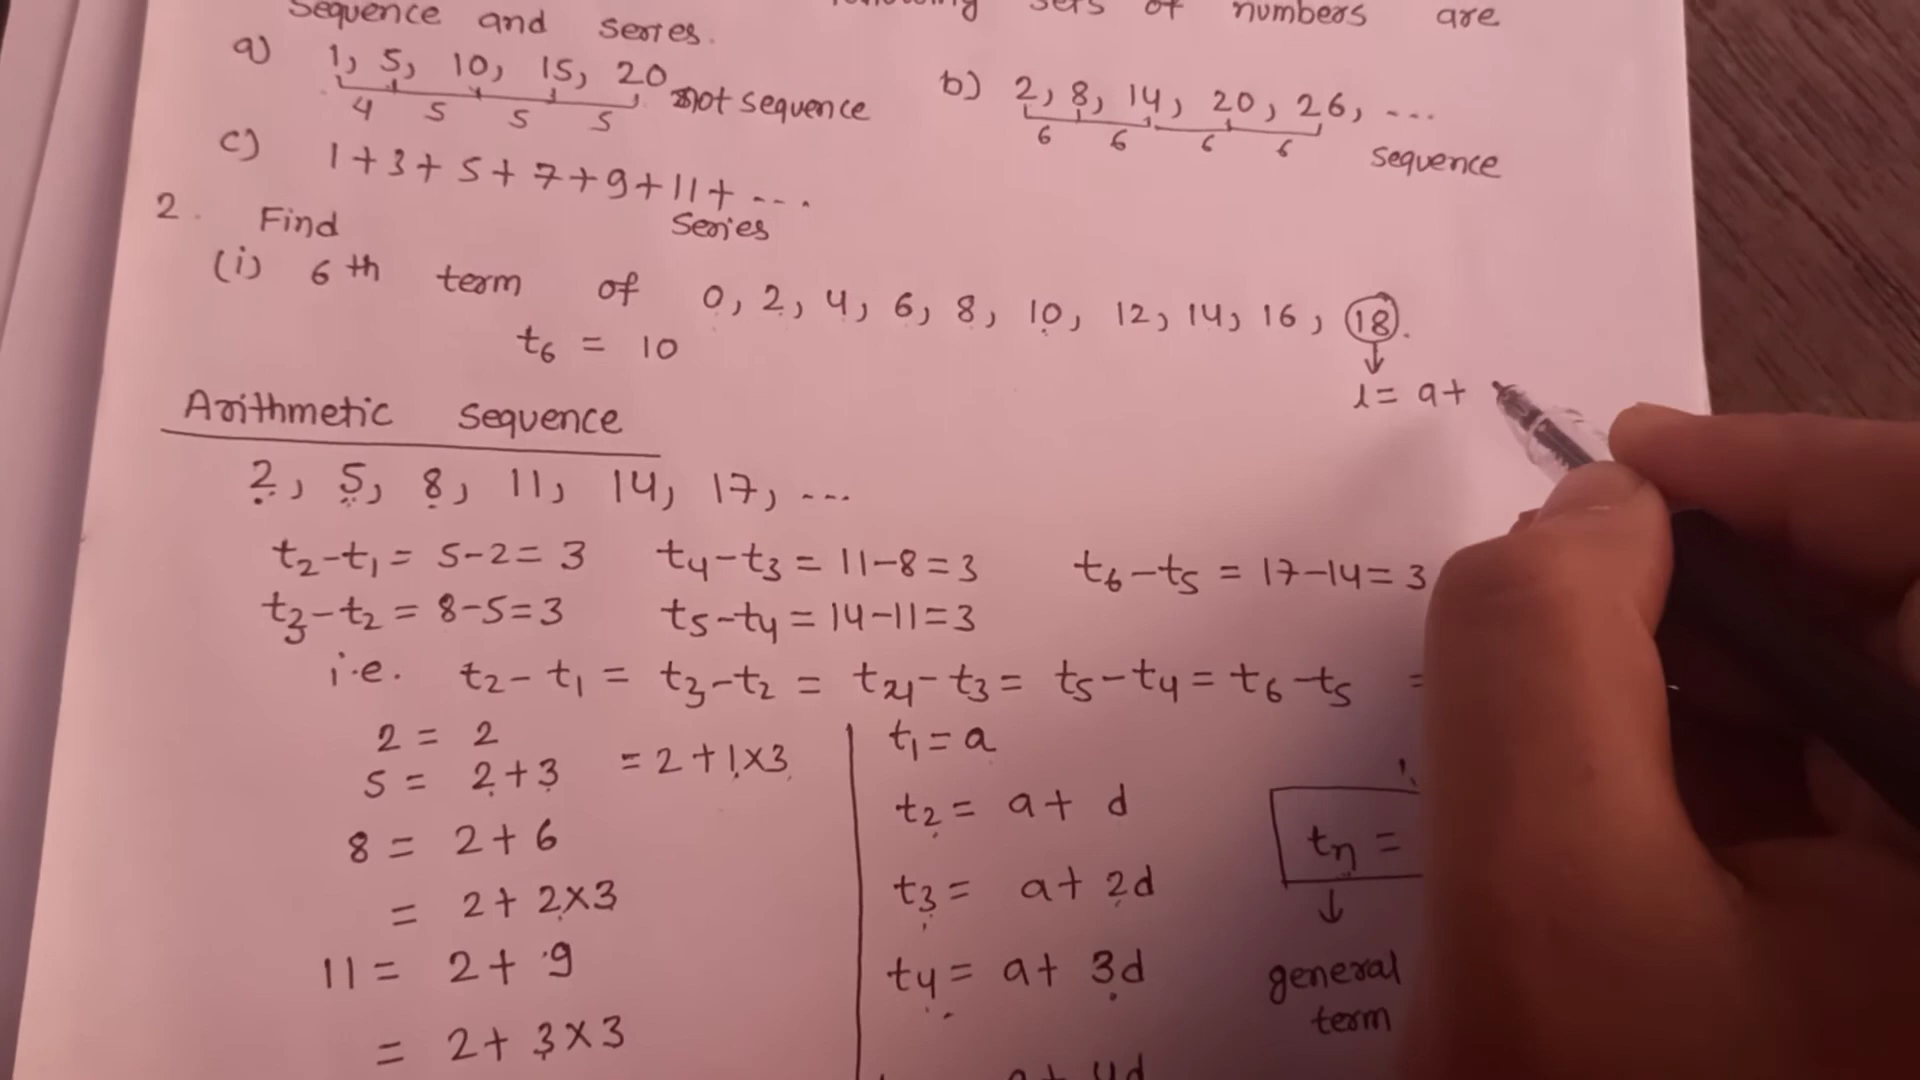 sets of numbers are
Sequence and series.
a) 1, 5, 10, 15, 20 not sequence
4 5 5 5
b) 2, 8, 14, 20, 26, ...
6 6 6 6
sequence
c) 1+3+5+7+9+11+ ....
Series
2. Find
(i) 6th term of 0, 2, 4, 6, 8, 10, 12, 14, 16, 18.
↓
t6 = 10
l = a+
Arithmetic sequence
2, 5, 8, 11, 14, 17, ...
t2-t1 = 5-2= 3 t4-t3 = 11-8=3 t6-t5 = 17-14= 3
t3-t2 = 8-5=3 t5-t4 = 14-11=3
i.e. t2-t1 = t3-t2 = t4-t3 = t5-t4 = t6-t5 =
2 = 2
5 = 2+3 = 2+1×3
8 = 2+6
= 2+ 2×3
11 = 2+ 9
= 2+ 3×3
t1 = a
t2 = a+ d
t3 = a+ 2d
t4 = a+ 3d
a+ 4d
tn =
↓
general
term